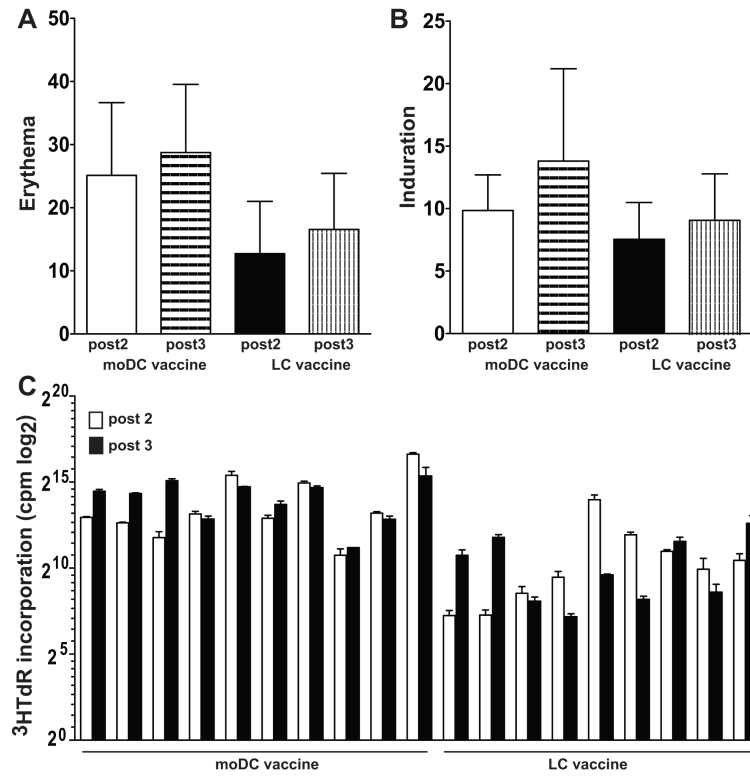 A
B
50
40
30
20
10
0
Erythema
post2 post3 post2 post3
moDC vaccine LC vaccine
25
20
15
10
5
0
Induration
post2 post3 post2 post3
moDC vaccine LC vaccine
C
2^20
2^15
2^10
2^5
2^0
3HTdR incorporation (cpm log2)
post 2
post 3
moDC vaccine LC vaccine